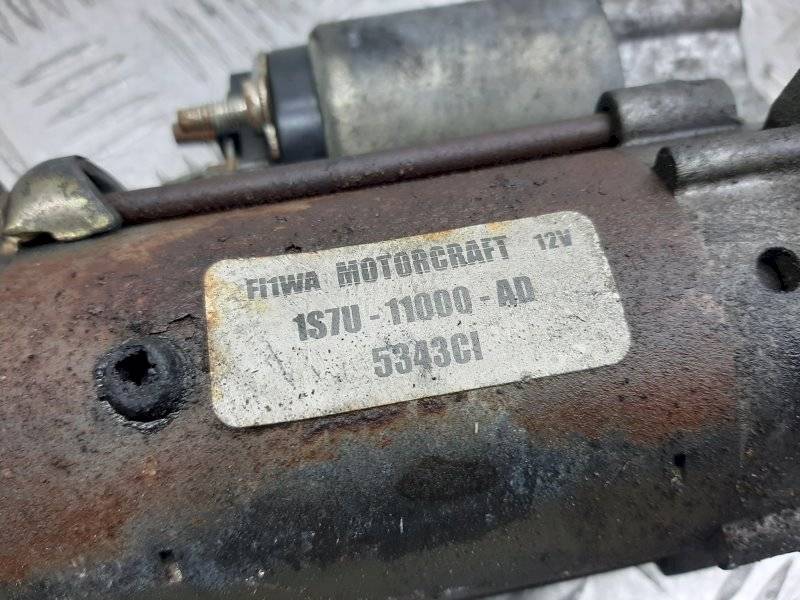 FI1WA MOTORCRAFT 12V
1S7U - 11000 - AD
5343CI